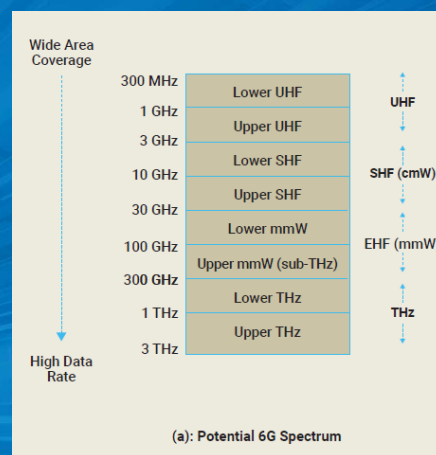 Wide Area
Coverage
300 MHz
Lower UHF
UHF
1 GHz
Upper UHF
3 GHz
Lower SHF
SHF (cmW)
10 GHz
Upper SHF
30 GHz
Lower mmW
EHF (mmW
100 GHz
Upper mmW (sub-THz)
300 GHz
Lower THz
THz
1 THz
Upper THz
3 THz
High Data
Rate
(a): Potential 6G Spectrum